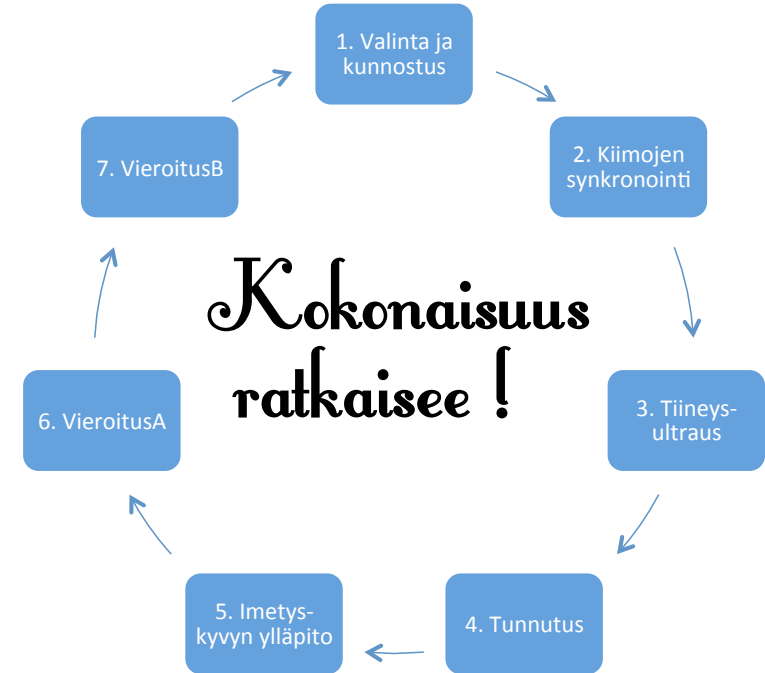 1. Valinta ja
kunnostus
2. Kiimojen
synkronointi
3. Tiineys-
ultraus
4. Tunnutus
5. Imetys-
kyvyn ylläpito
6. VieroitusA
7. VieroitusB
Kokonaisuus
ratkaisee !